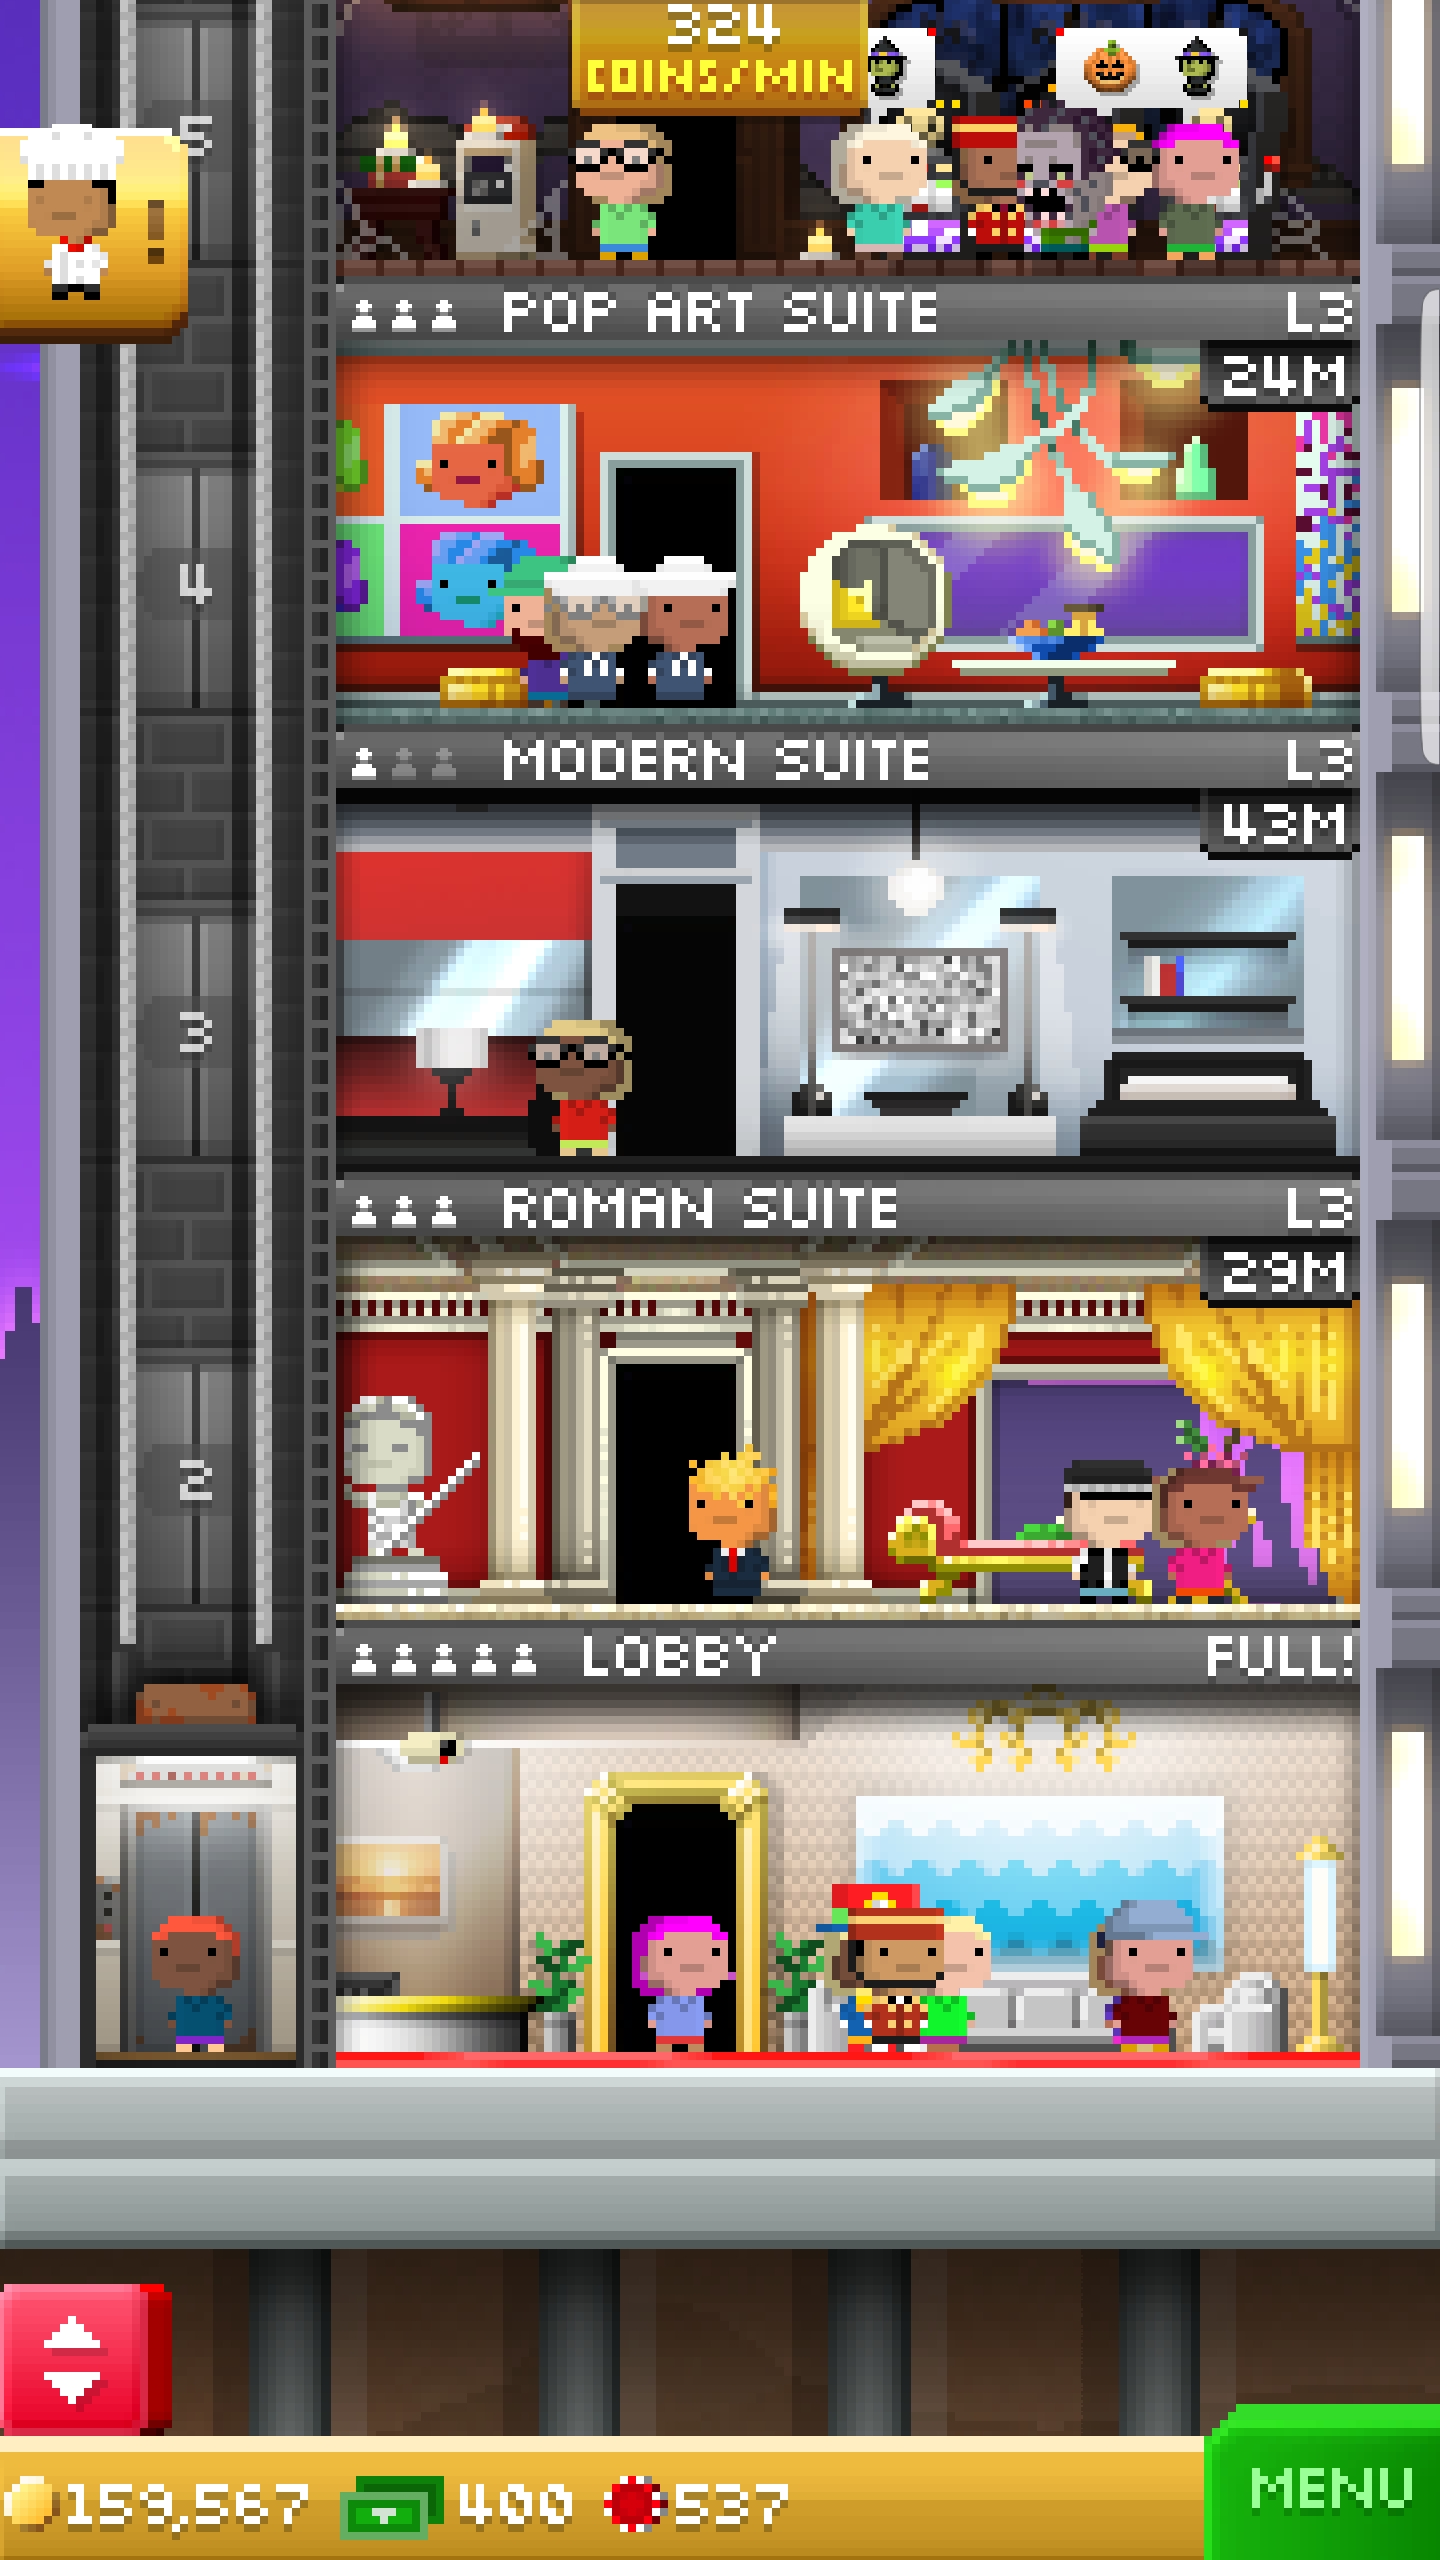 324
COINS/MIN
5
!
POP ART SUITE L3
24M
4
MODERN SUITE L3
43M
3
ROMAN SUITE L3
29M
2
LOBBY FULL!
159,567 400 537
MENU